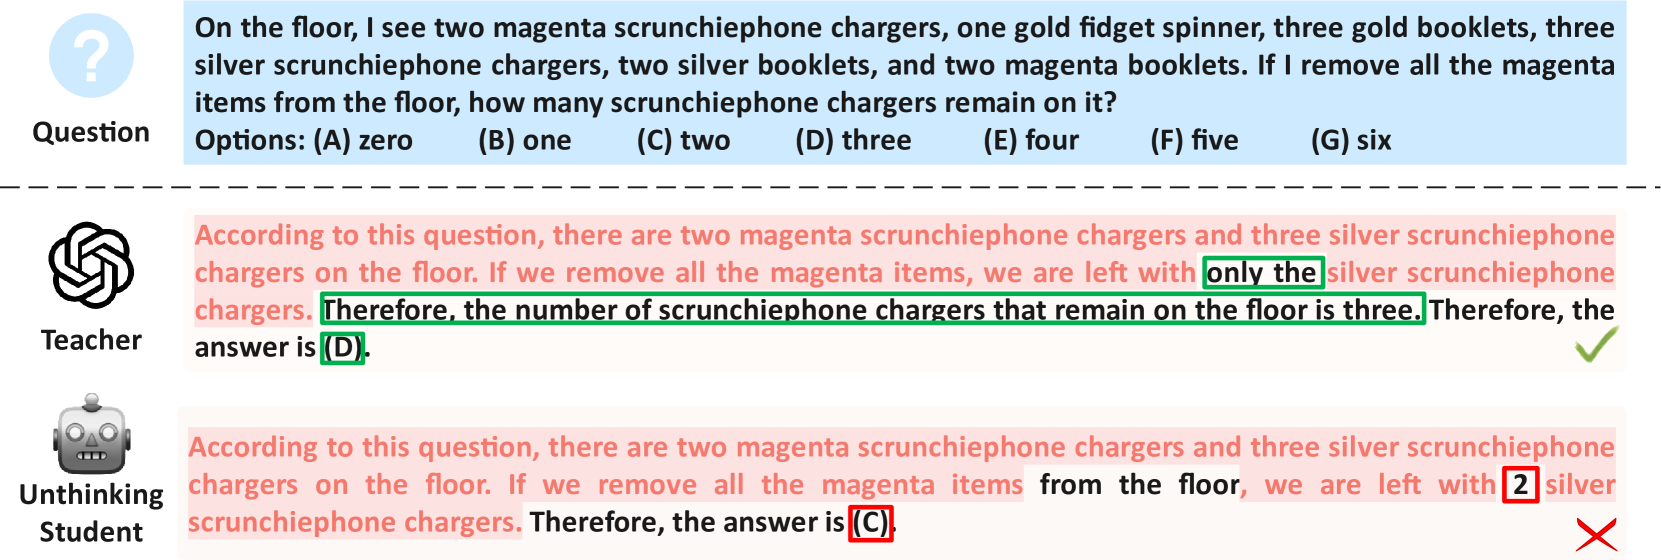 ?
Question
On the floor, I see two magenta scrunchiephone chargers, one gold fidget spinner, three gold booklets, three
silver scrunchiephone chargers, two silver booklets, and two magenta booklets. If I remove all the magenta
items from the floor, how many scrunchiephone chargers remain on it?
Options: (A) zero (B) one (C) two (D) three (E) four (F) five (G) six
Teacher
According to this question, there are two magenta scrunchiephone chargers and three silver scrunchiephone
chargers on the floor. If we remove all the magenta items, we are left with only the silver scrunchiephone
chargers. Therefore, the number of scrunchiephone chargers that remain on the floor is three. Therefore, the
answer is (D).
Unthinking
Student
According to this question, there are two magenta scrunchiephone chargers and three silver scrunchiephone
chargers on the floor. If we remove all the magenta items from the floor, we are left with 2 silver
scrunchiephone chargers. Therefore, the answer is (C).